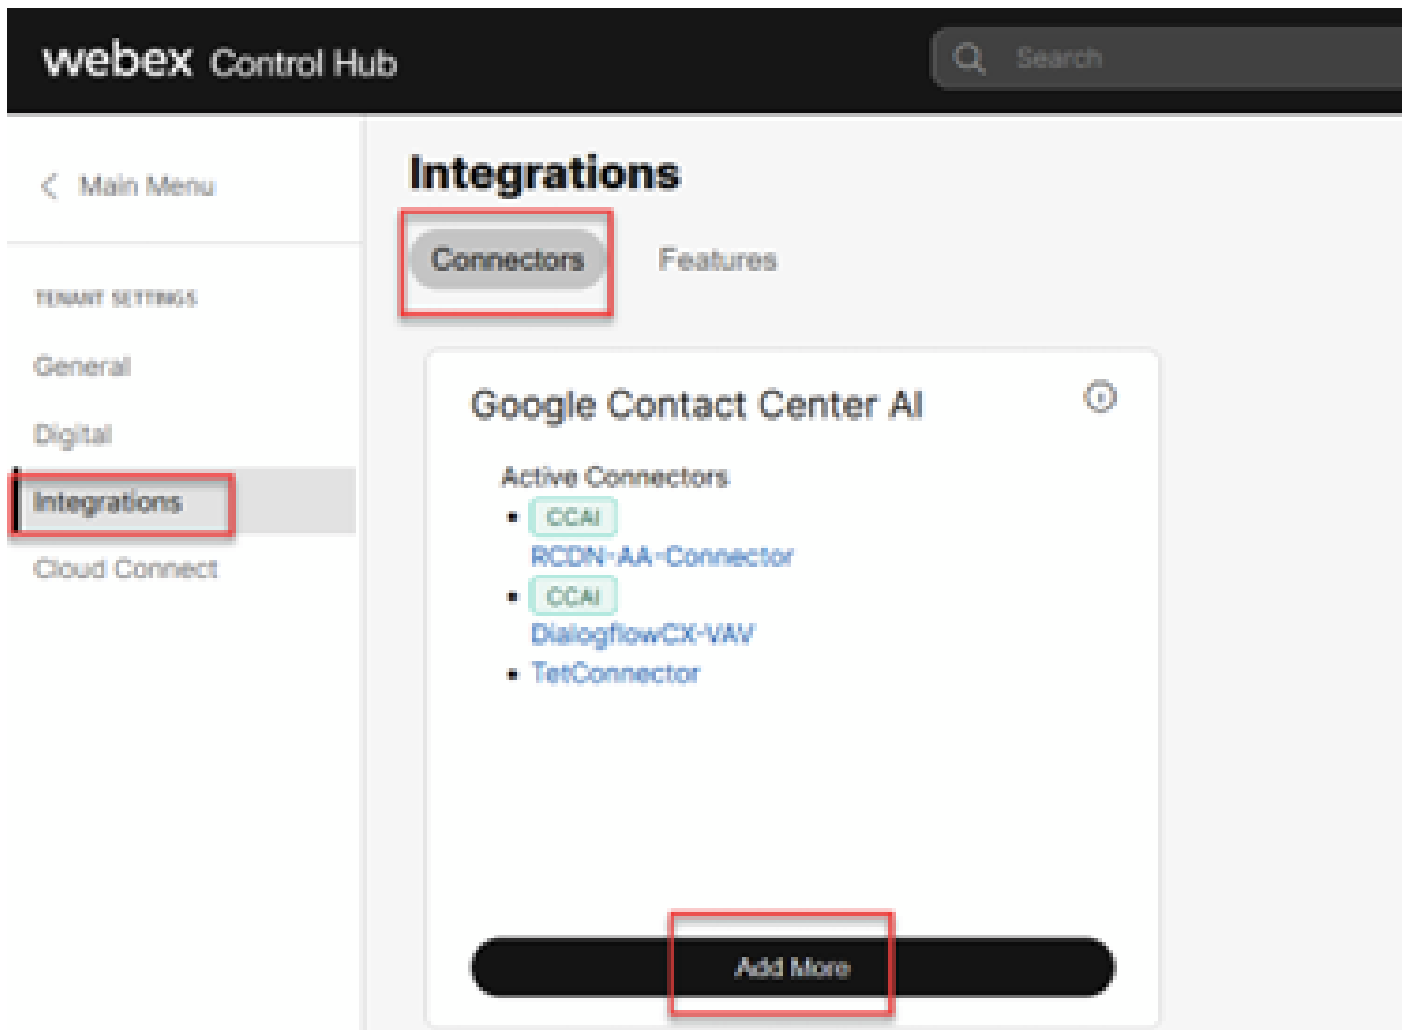 webex Control Hub
Search
Main Menu
TENANT SETTINGS
General
Digital
Integrations
Cloud Connect
Integrations
Connectors Features
Google Contact Center AI
Active Connectors
CCAI
RCDN-AA-Connector
CCAI
DialogflowCX-VAV
TetConnector
Add More